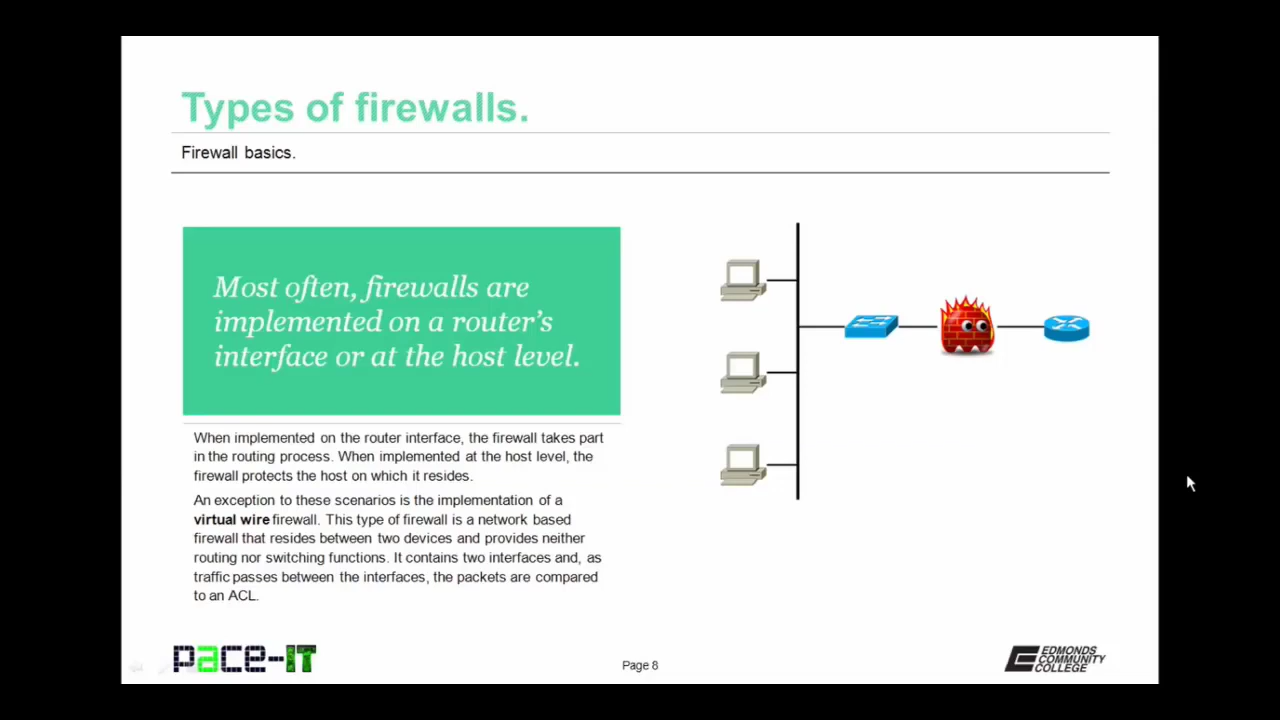 Types of firewalls.
Firewall basics.
Most often, firewalls are
implemented on a router's
interface or at the host level.
When implemented on the router interface, the firewall takes part
in the routing process. When implemented at the host level, the
firewall protects the host on which it resides.
An exception to these scenarios is the implementation of a
virtual wire firewall. This type of firewall is a network based
firewall that resides between two devices and provides neither
routing nor switching functions. It contains two interfaces and, as
traffic passes between the interfaces, the packets are compared
to an ACL.
pace-IT
Page 8
EDMONDS
COMMUNITY
COLLEGE